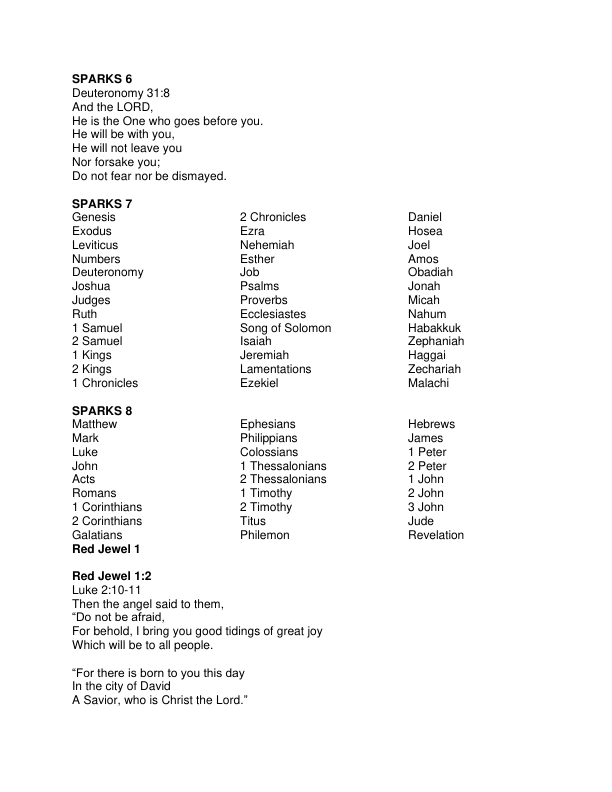 SPARKS 6
Deuteronomy 31:8
And the LORD,
He is the One who goes before you.
He will be with you,
He will not leave you
Nor forsake you;
Do not fear nor be dismayed.
SPARKS 7
Genesis 2 Chronicles Daniel
Exodus Ezra Hosea
Leviticus Nehemiah Joel
Numbers Esther Amos
Deuteronomy Job Obadiah
Joshua Psalms Jonah
Judges Proverbs Micah
Ruth Ecclesiastes Nahum
1 Samuel Song of Solomon Habakkuk
2 Samuel Isaiah Zephaniah
1 Kings Jeremiah Haggai
2 Kings Lamentations Zechariah
1 Chronicles Ezekiel Malachi
SPARKS 8
Matthew Ephesians Hebrews
Mark Philippians James
Luke Colossians 1 Peter
John 1 Thessalonians 2 Peter
Acts 2 Thessalonians 1 John
Romans 1 Timothy 2 John
1 Corinthians 2 Timothy 3 John
2 Corinthians Titus Jude
Galatians Philemon Revelation
Red Jewel 1
Red Jewel 1:2
Luke 2:10-11
Then the angel said to them,
“Do not be afraid,
For behold, I bring you good tidings of great joy
Which will be to all people.
“For there is born to you this day
In the city of David
A Savior, who is Christ the Lord.”